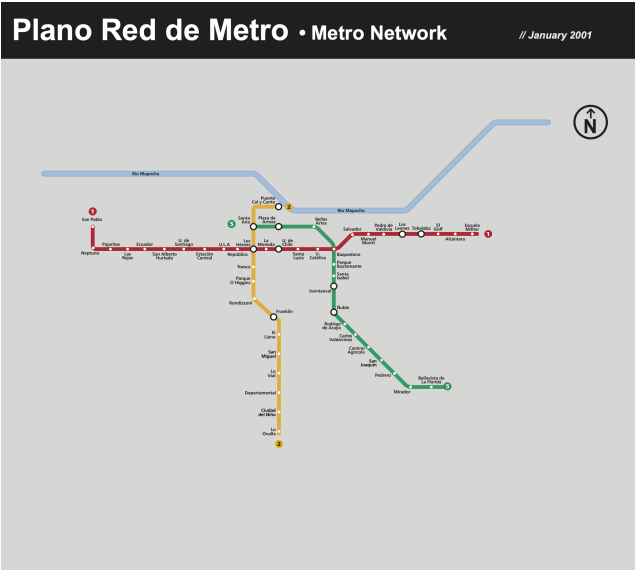 Plano Red de Metro • Metro Network
// January 2001
N
Rio Mapocho
Rio Mapocho
Puente
Cal y Canto
2
1
San Pablo
5
Santa
Ana
Plaza de
Armas
Bellas
Artes
Neptuno
Pajaritos
Las
Rejas
Ecuador
San Alberto
Hurtado
U. de
Santiago
Estación
Central
U.L.A
República
Los
Héroes
La
Moneda
U. de
Chile
Santa
Lucía
U.
Católica
Baquedano
Salvador
Manuel
Montt
Pedro de
Valdivia
Los
Leones
Tobalaba
El
Golf
Alcántara
Escuela
Militar
1
Toesca
Parque
O'Higgins
Rondizzoni
Franklin
El
Llano
San
Miguel
Lo
Vial
Departamental
Ciudad
del Niño
Lo
Ovalle
2
Parque
Bustamante
Santa
Isabel
Irarrázaval
Ñuble
Rodrigo
de Araya
Carlos
Valdovinos
Camino
Agrícola
San
Joaquín
Pedrero
Mirador
Bellavista de
La Florida
5